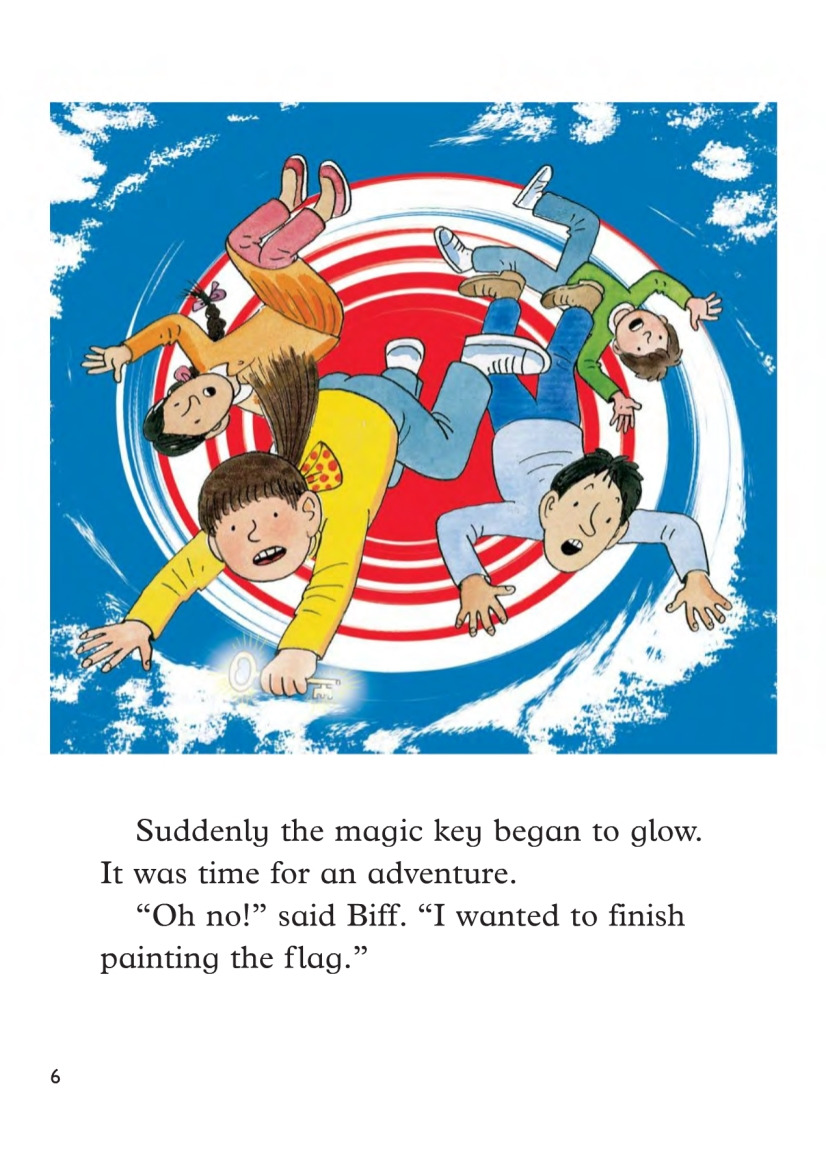 Suddenly the magic key began to glow.
It was time for an adventure.
“Oh no!” said Biff. “I wanted to finish
painting the flag.”
6